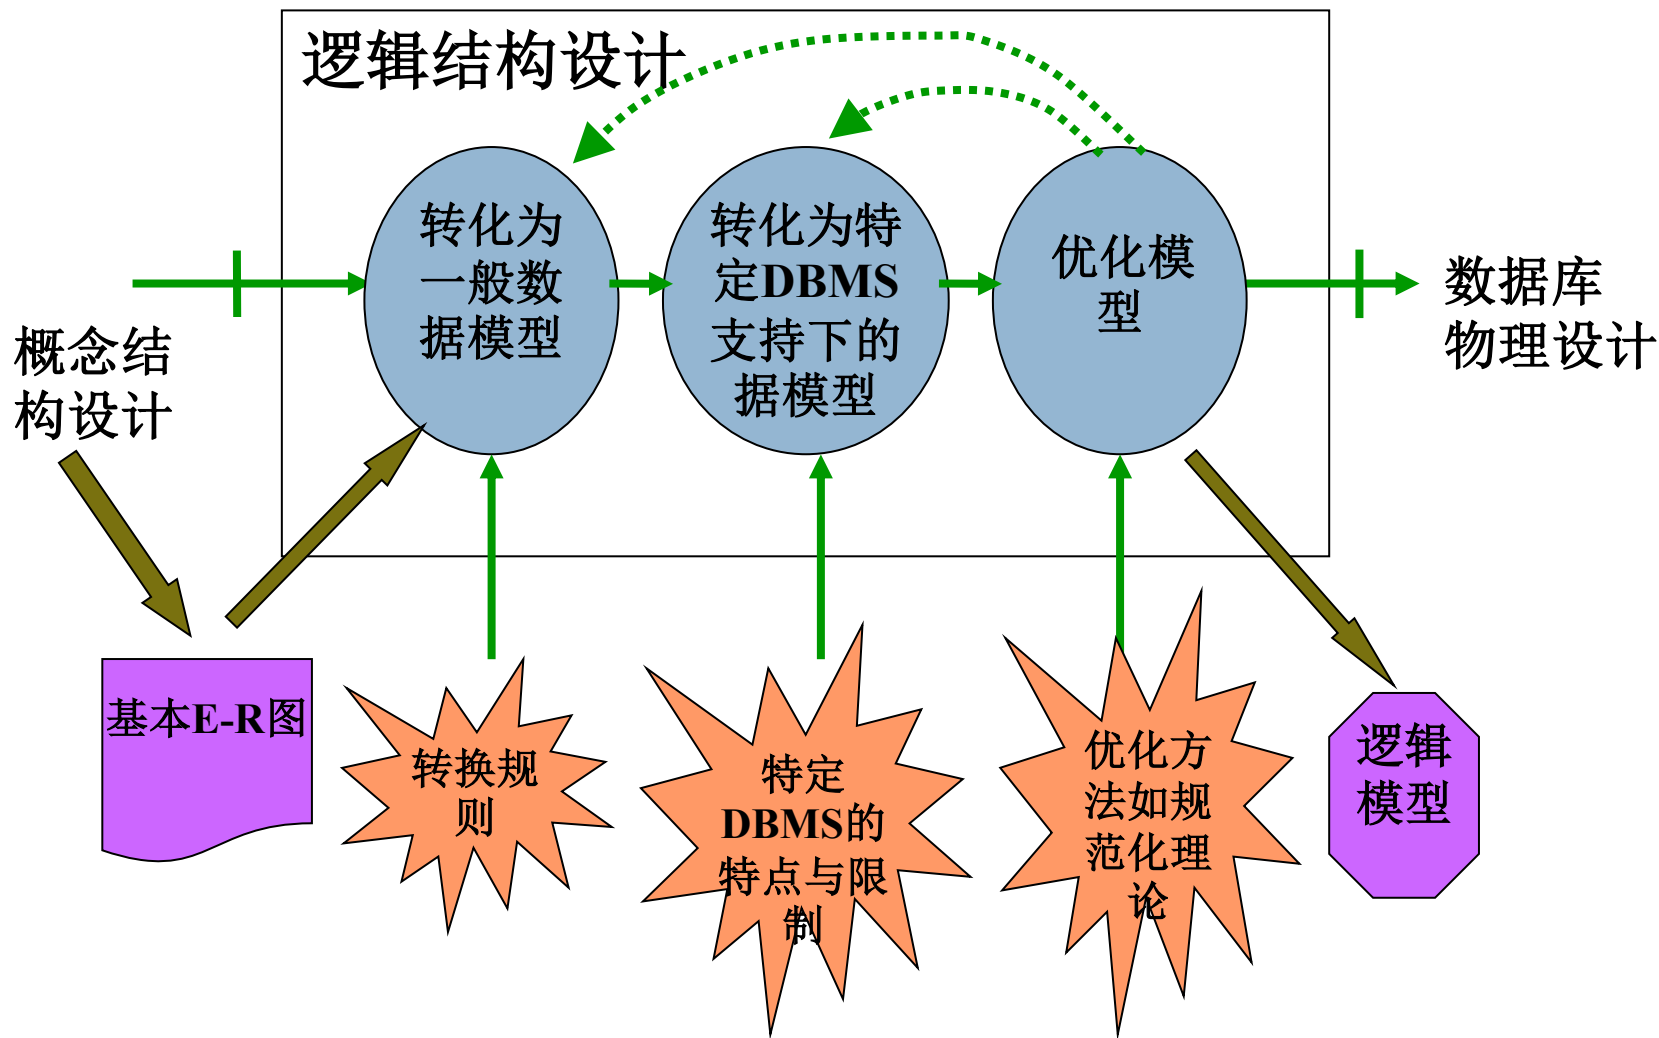 逻辑结构设计
转化为
一般数
据模型
转化为特
定DBMS
支持下的
据模型
优化模
型
概念结
构设计
数据库
物理设计
基本E-R图
转换规
则
特定
DBMS的
特点与限
制
优化方
法如规
范化理
论
逻辑
模型